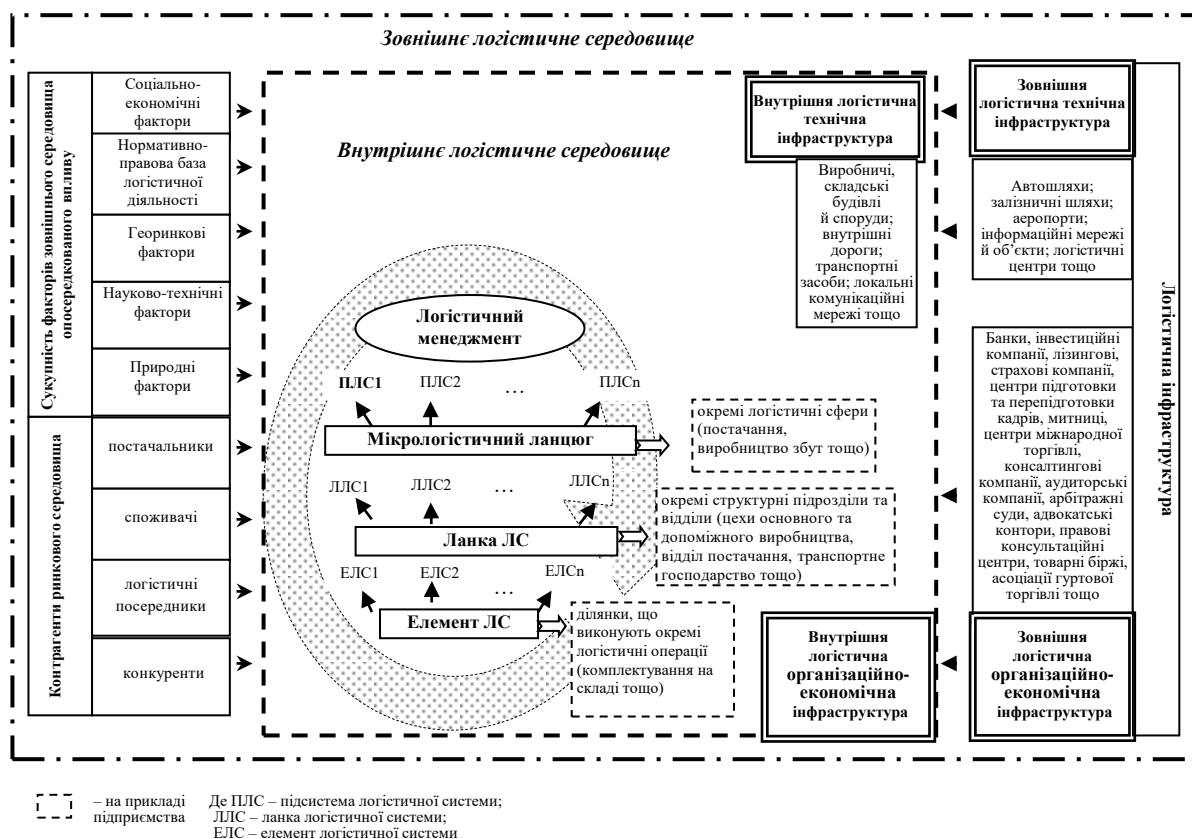 Зовнішнє логістичне середовище
Сукупність факторів зовнішнього середовища
опосередкованого впливу
Соціально-
економічні
фактори
Нормативно-
правова база
логістичної
діяльності
Георинкові
фактори
Науково-технічні
фактори
Природні
фактори
Контрагенти ринкового середовища
постачальники
споживачі
логістичні
посередники
конкуренти
Внутрішнє логістичне середовище
Логістичний
менеджмент
ПЛС1
ПЛС2
…
ПЛСn
Мікрологістичний ланцюг
окремі логістичні сфери
(постачання,
виробництво збут тощо)
ЛЛС1
ЛЛС2
…
ЛЛСn
Ланка ЛС
окремі структурні підрозділи та
відділи (цехи основного та
допоміжного виробництва,
відділ постачання, транспортне
господарство тощо)
ЕЛС1
ЕЛС2
…
ЕЛСn
Елемент ЛС
ділянки, що
виконують окремі
логістичні операції
(комплектування на
складі тощо)
Внутрішня логістична
технічна
інфраструктура
Виробничі,
складські
будівлі
й споруди;
внутрішні
дороги;
транспортні
засоби; локальні
комунікаційні
мережі тощо
Внутрішня
логістична
організаційно-
економічна
інфраструктура
Зовнішня
логістична технічна
інфраструктура
Автошляхи;
залізничні шляхи;
аеропорти;
інформаційні мережі
й об’єкти; логістичні
центри тощо
Банки, інвестиційні
компанії, лізингові,
страхові компанії,
центри підготовки
та перепідготовки
кадрів, митниці,
центри міжнародної
торгівлі,
консалтингові
компанії, аудиторські
компанії, арбітражні
суди, адвокатські
контори, правові
консультаційні
центри, товарні біржі,
асоціації гуртової
торгівлі тощо
Зовнішня
логістична
організаційно-
економічна
інфраструктура
Логістична інфраструктура
– на прикладі
підприємства
Де ПЛС – підсистема логістичної системи;
ЛЛС – ланка логістичної системи;
ЕЛС – елемент логістичної системи